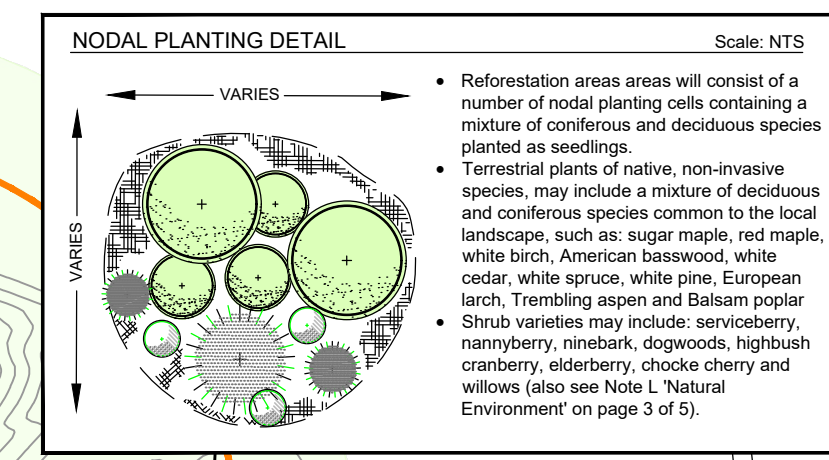 NODAL PLANTING DETAIL
Scale: NTS
VARIES
VARIES
• Reforestation areas areas will consist of a
number of nodal planting cells containing a
mixture of coniferous and deciduous species
planted as seedlings.
• Terrestrial plants of native, non-invasive
species, may include a mixture of deciduous
and coniferous species common to the local
landscape, such as: sugar maple, red maple,
white birch, American basswood, white
cedar, white spruce, white pine, European
larch, Trembling aspen and Balsam poplar
• Shrub varieties may include: serviceberry,
nannyberry, ninebark, dogwoods, highbush
cranberry, elderberry, chocke cherry and
willows (also see Note L 'Natural
Environment' on page 3 of 5).